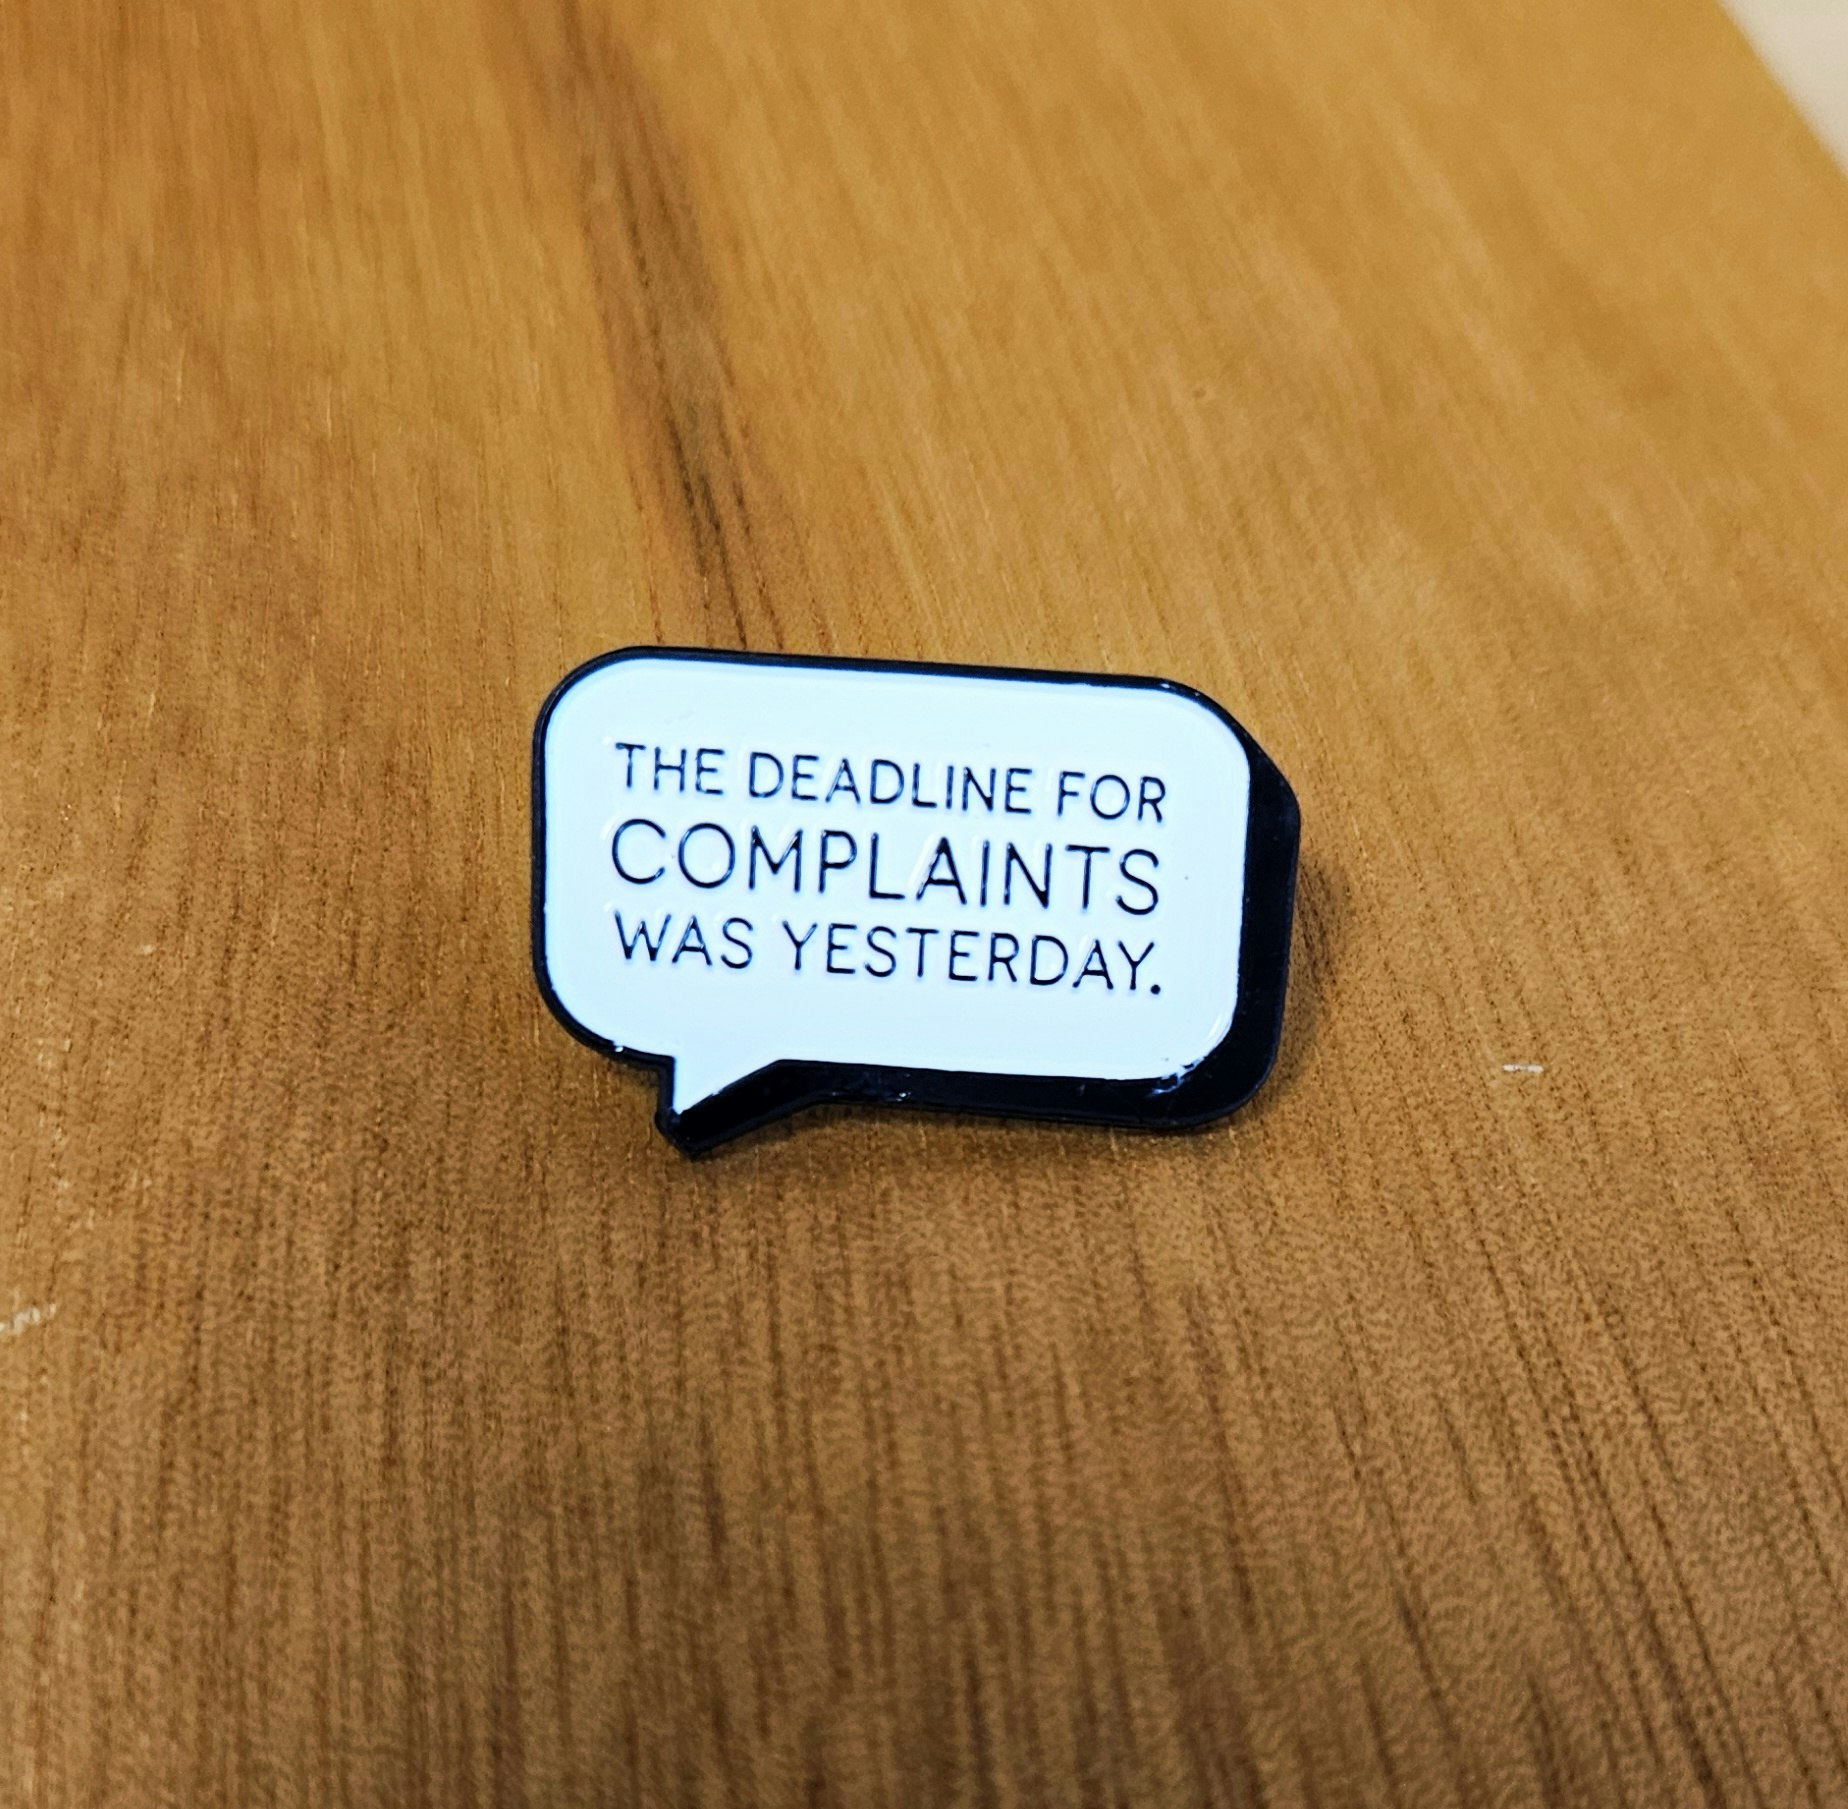 THE DEADLINE FOR
COMPLAINTS
WAS YESTERDAY.